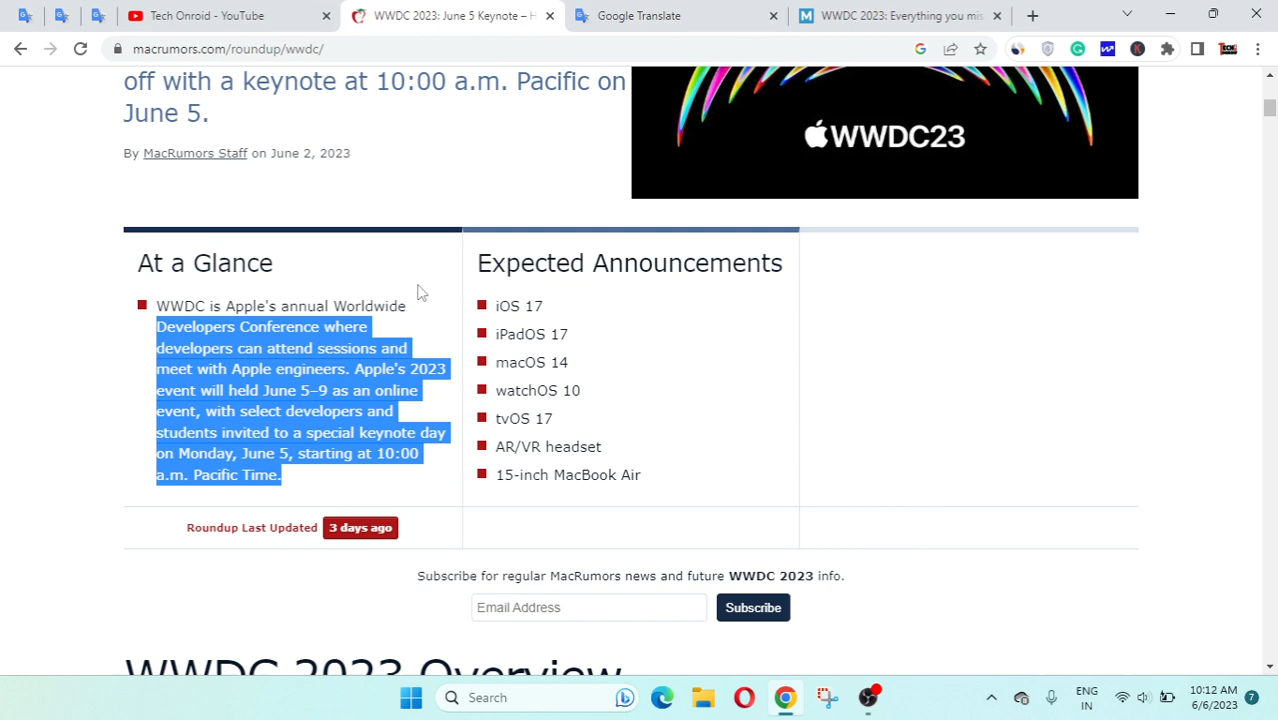 Tech Onroid - YouTube
WWDC 2023: June 5 Keynote – H
Google Translate
WWDC 2023: Everything you mis
macrumors.com/roundup/wwdc/
off with a keynote at 10:00 a.m. Pacific on
June 5.
By MacRumors Staff on June 2, 2023
WWDC23
At a Glance
WWDC is Apple's annual Worldwide
Developers Conference where
developers can attend sessions and
meet with Apple engineers. Apple's 2023
event will held June 5–9 as an online
event, with select developers and
students invited to a special keynote day
on Monday, June 5, starting at 10:00
a.m. Pacific Time.
Expected Announcements
iOS 17
iPadOS 17
macOS 14
watchOS 10
tvOS 17
AR/VR headset
15-inch MacBook Air
Roundup Last Updated 3 days ago
Subscribe for regular MacRumors news and future WWDC 2023 info.
Email Address
Subscribe
WWDC 2023 Overview
Search
ENG
IN
10:12 AM
6/6/2023
7